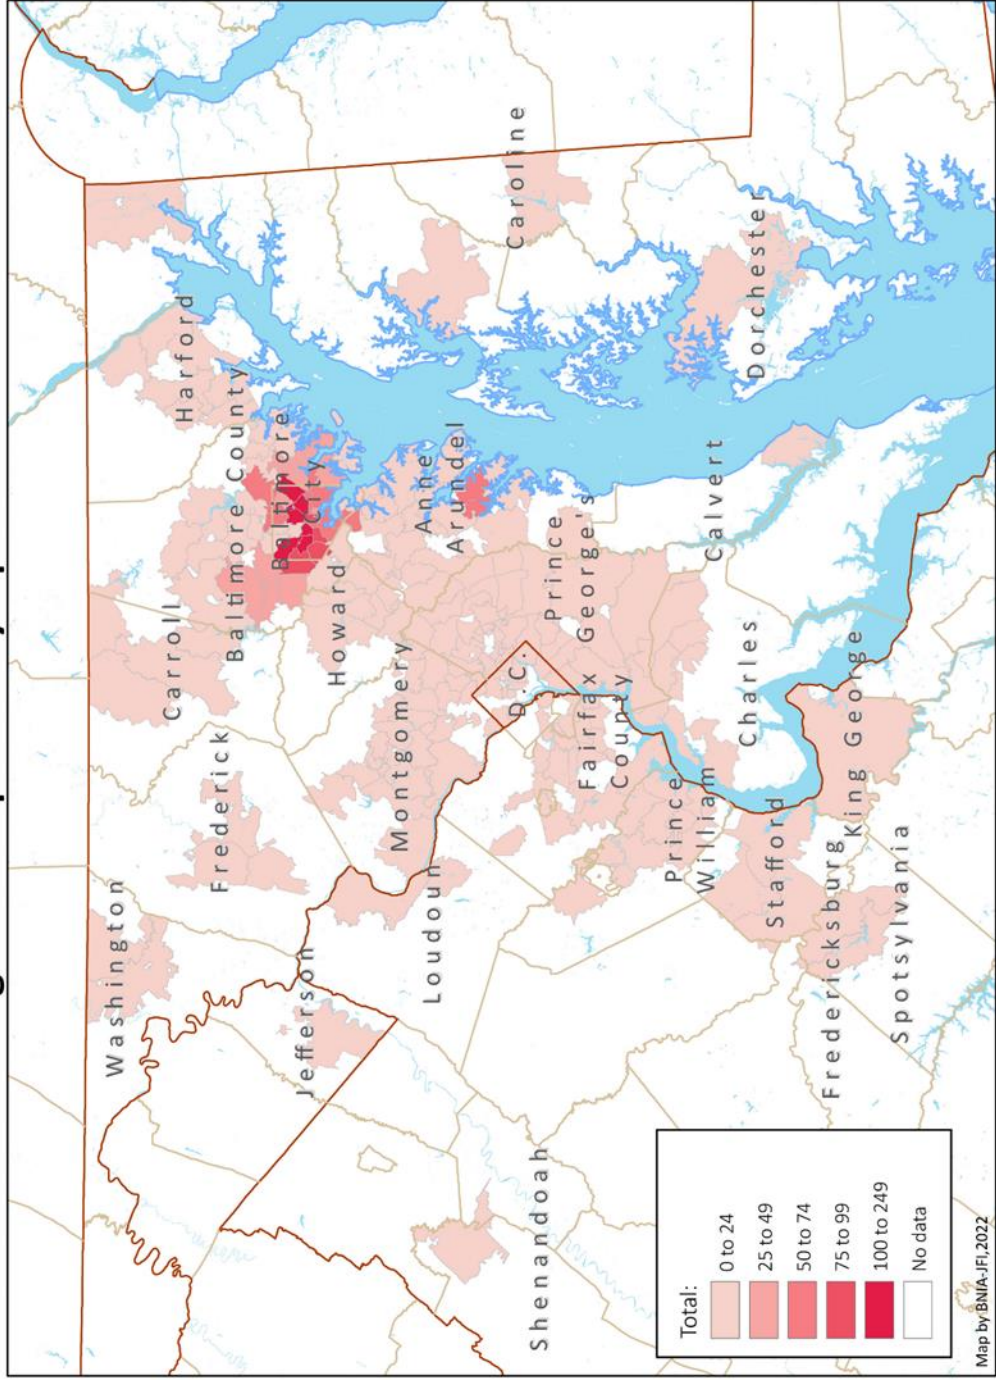 Washington
Frederick
Carroll
Harford
Baltimore County
Baltimore
City
Howard
Jefferson
Montgomery
Anne
Arundel
Loudoun
D.C.
Prince
George's
Caroline
Shenandoah
Fairfax
County
Prince
William
Calvert
Charles
Dorchester
Stafford
Fredericksburg
King George
Spotsylvania
Total:
0 to 24
25 to 49
50 to 74
75 to 99
100 to 249
No data
Map by BNIA-JFI,2022